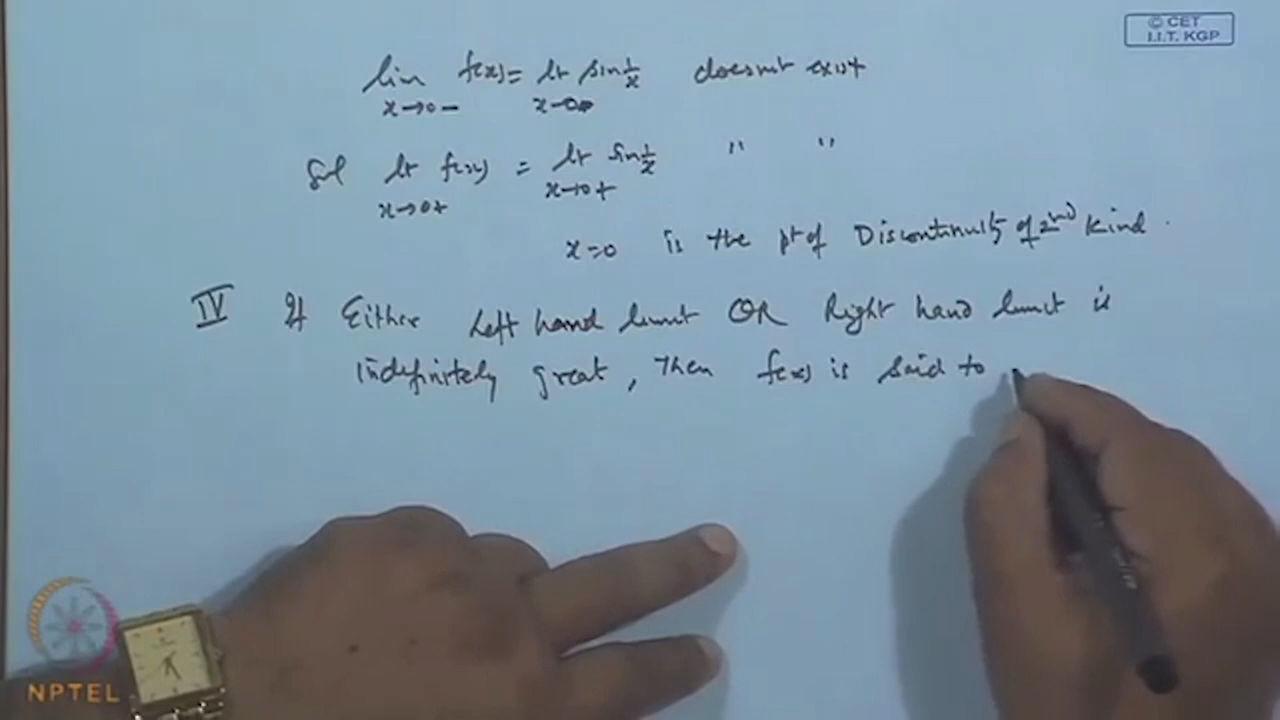 © CET
I.I.T. KGP
lim f(x) = lt sin 1/x doesnt exist
x→0− x→0−
lt f(x) = lt sin 1/x " "
x→0+ x→0+
x=0 is the pt of Discontinuity of 2nd Kind.
IV If Either Left hand limit OR Right hand limit is
indefinitely great, Then f(x) is said to
NPTEL